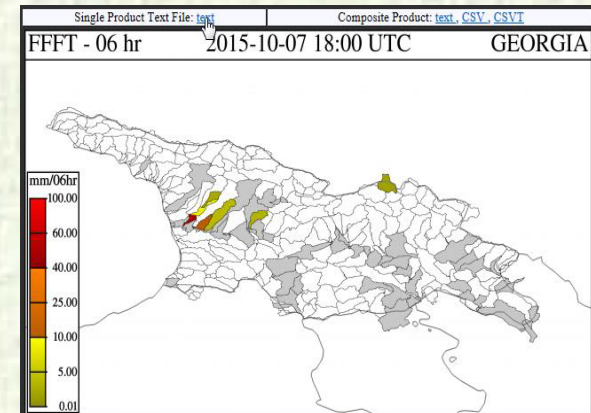 Single Product Text File: text
Composite Product: text , CSV , CSVT
FFFT - 06 hr 2015-10-07 18:00 UTC GEORGIA
mm/06hr
100.00
60.00
40.00
25.00
10.00
5.00
0.01